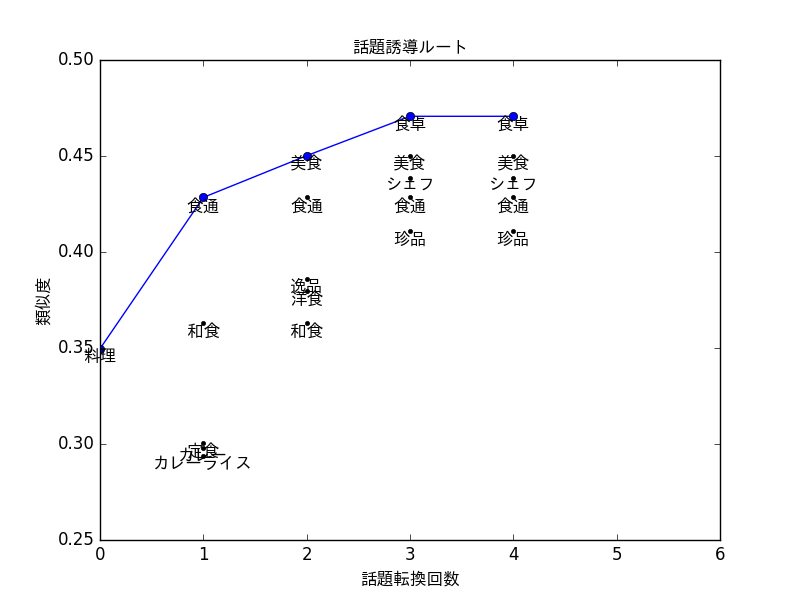 話題誘導ルート
0.50
0.45
0.40
0.35
0.30
0.25
類似度
料理
食通
和食
定食
カレーライス
美食
食通
逸品
洋食
和食
食卓
美食
シェフ
食通
珍品
食卓
美食
シェフ
食通
珍品
0
1
2
3
4
5
6
話題転換回数